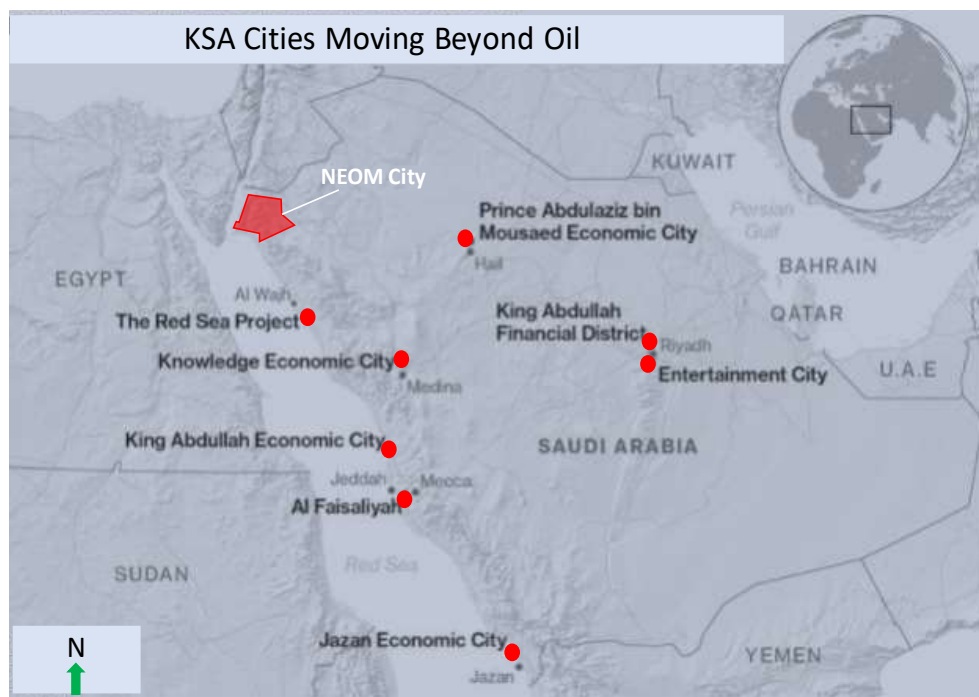 KSA Cities Moving Beyond Oil
KUWAIT
NEOM City
Prince Abdulaziz bin
Mousaed Economic City
Persian
Gulf
Hail
EGYPT
BAHRAIN
Al Wajh
The Red Sea Project
King Abdullah
Financial District
QATAR
Riyadh
Knowledge Economic City
Medina
Entertainment City
U.A.E
King Abdullah Economic City
SAUDI ARABIA
Jeddah
Mecca
Al Faisaliyah
Red Sea
SUDAN
N
Jazan Economic City
Jazan
YEMEN